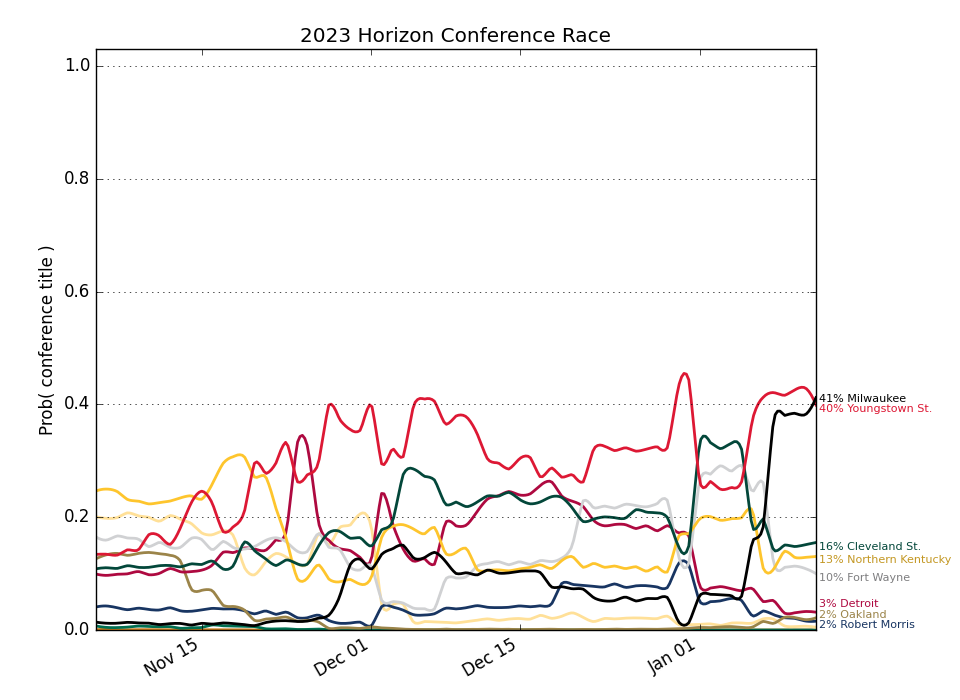 2023 Horizon Conference Race
Prob( conference title )
1.0
0.8
0.6
0.4
0.2
0.0
Nov 15
Dec 01
Dec 15
Jan 01
41% Milwaukee
40% Youngstown St.
16% Cleveland St.
13% Northern Kentucky
10% Fort Wayne
3% Detroit
2% Oakland
2% Robert Morris